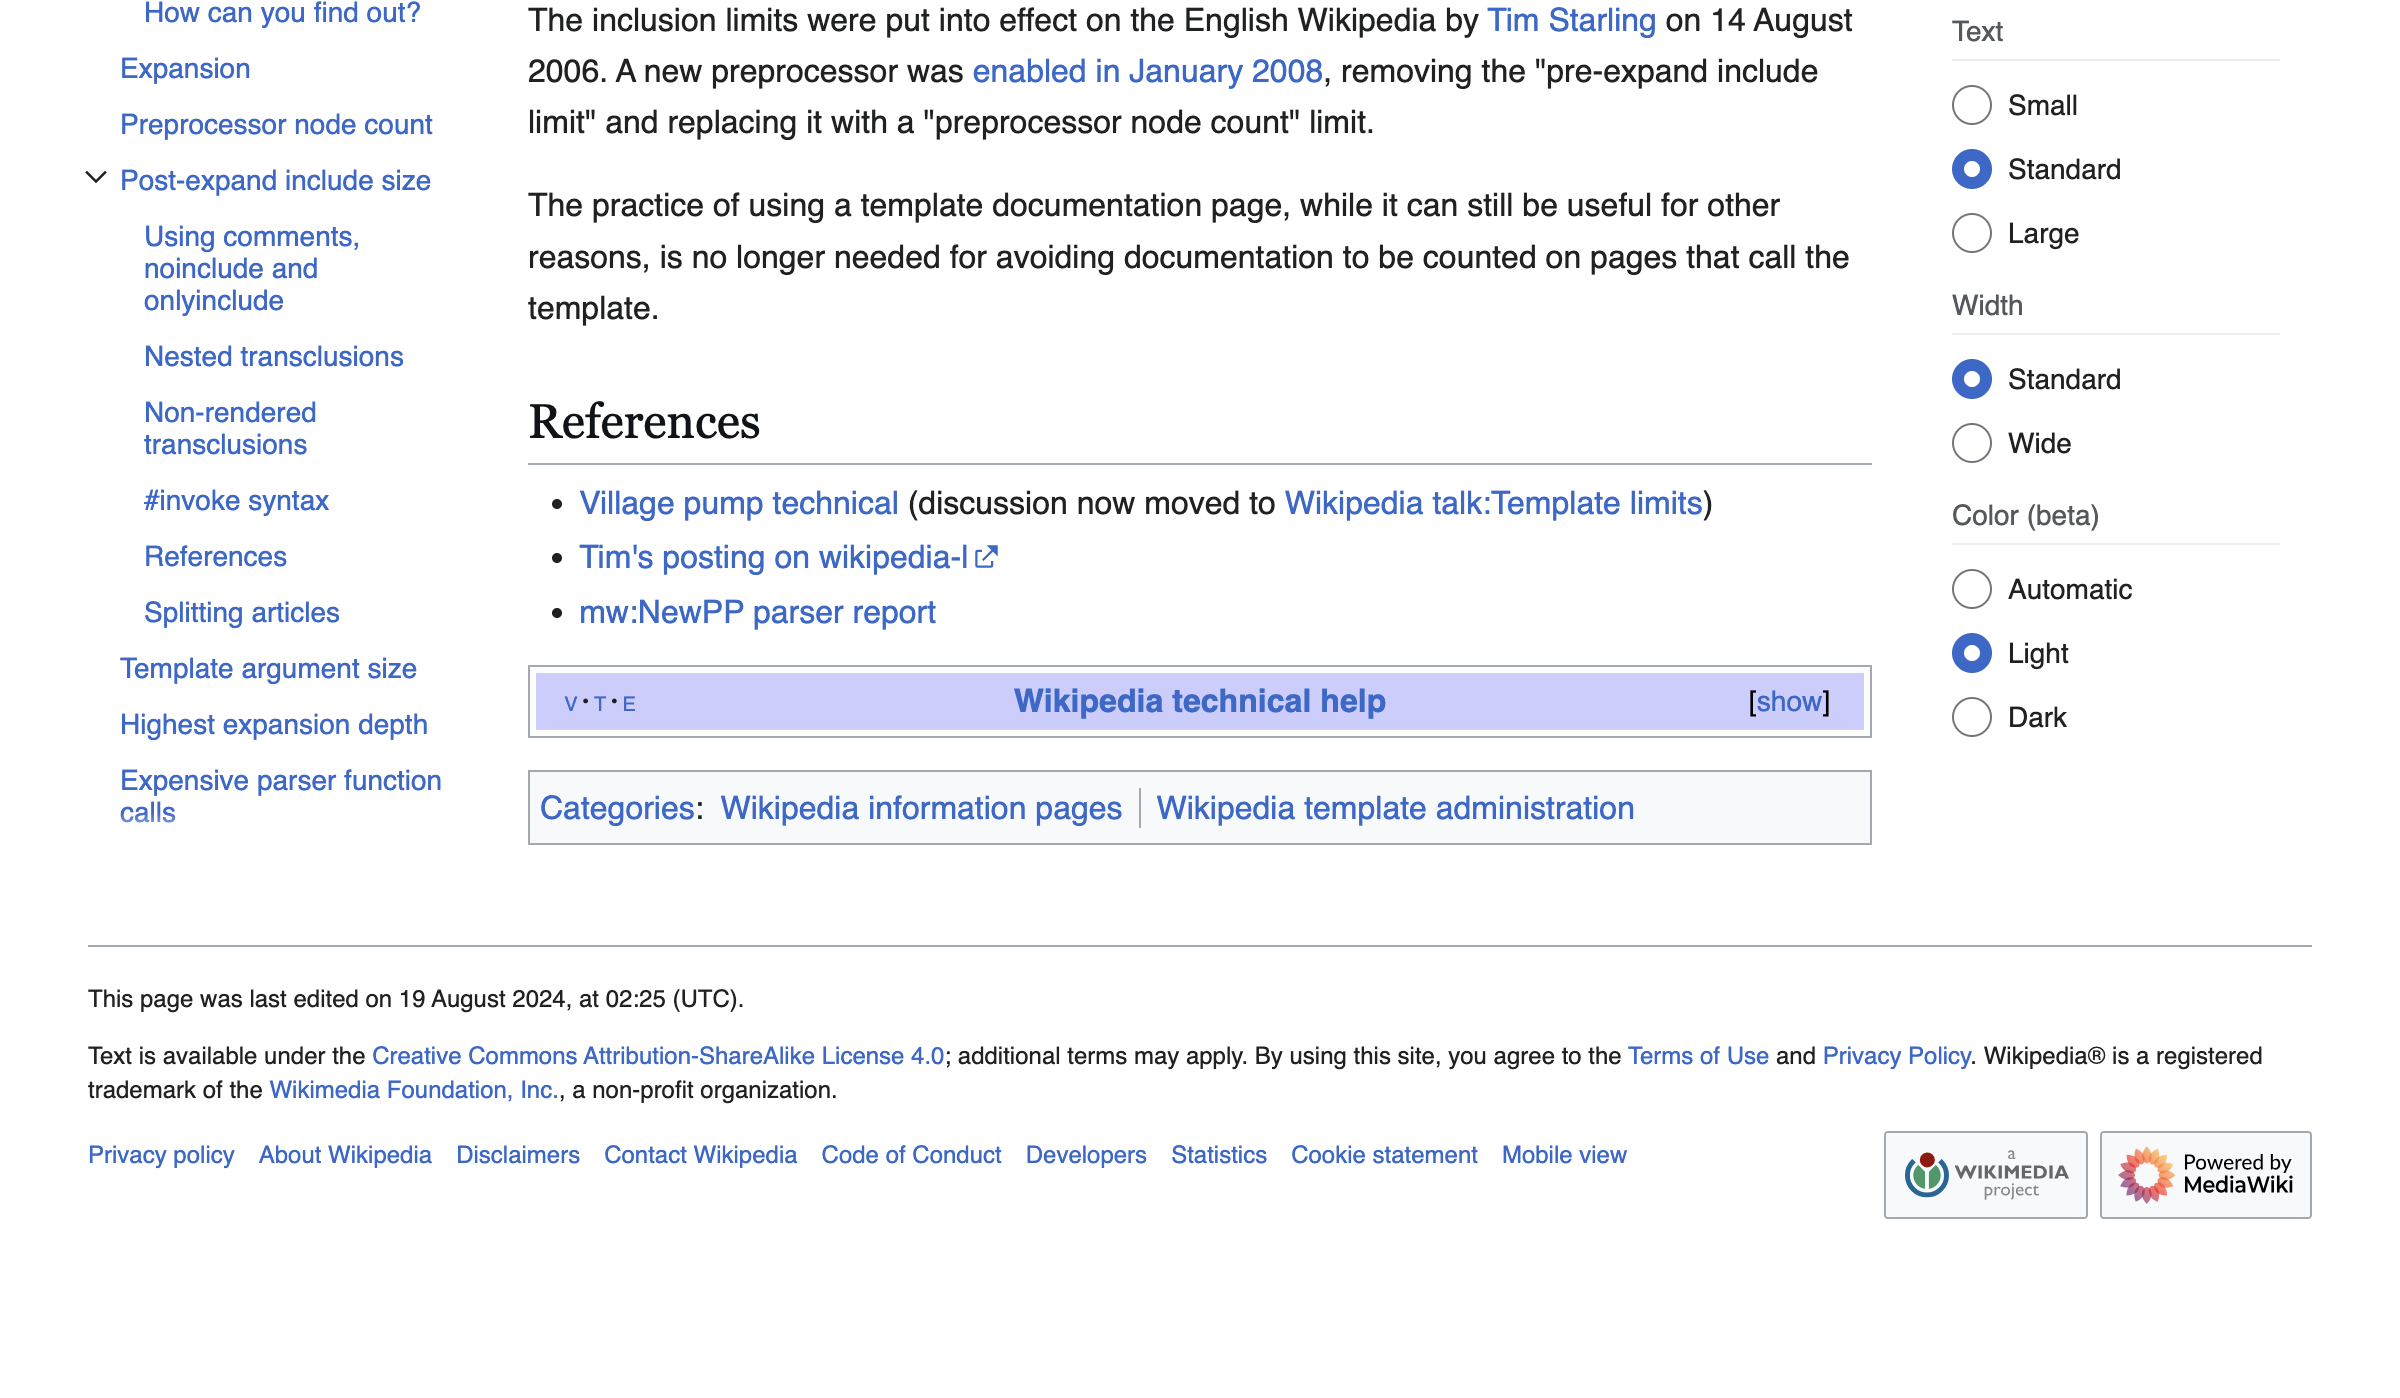 How can you find out?
Expansion
Preprocessor node count
Post-expand include size
Using comments,
noinclude and
onlyinclude
Nested transclusions
Non-rendered
transclusions
#invoke syntax
References
Splitting articles
Template argument size
Highest expansion depth
Expensive parser function
calls
The inclusion limits were put into effect on the English Wikipedia by Tim Starling on 14 August
2006. A new preprocessor was enabled in January 2008, removing the "pre-expand include
limit" and replacing it with a "preprocessor node count" limit.
The practice of using a template documentation page, while it can still be useful for other
reasons, is no longer needed for avoiding documentation to be counted on pages that call the
template.
References
• Village pump technical (discussion now moved to Wikipedia talk:Template limits)
• Tim's posting on wikipedia-l
• mw:NewPP parser report
V • T • E Wikipedia technical help [show]
Categories: Wikipedia information pages | Wikipedia template administration
Text
Small
Standard
Large
Width
Standard
Wide
Color (beta)
Automatic
Light
Dark
This page was last edited on 19 August 2024, at 02:25 (UTC).
Text is available under the Creative Commons Attribution-ShareAlike License 4.0; additional terms may apply. By using this site, you agree to the Terms of Use and Privacy Policy. Wikipedia® is a registered
trademark of the Wikimedia Foundation, Inc., a non-profit organization.
Privacy policy About Wikipedia Disclaimers Contact Wikipedia Code of Conduct Developers Statistics Cookie statement Mobile view
a
WIKIMEDIA
project
Powered by
MediaWiki